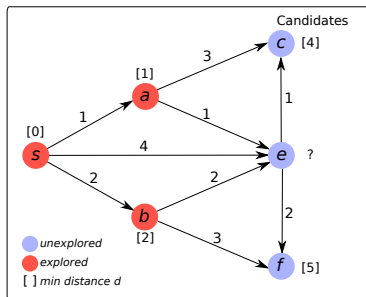 Candidates
c [4]
3
[1]
a
1
1
1
[0]
s
4
e ?
2
2
2
b
[2]
3
f [5]
unexplored
explored
[ ] min distance d